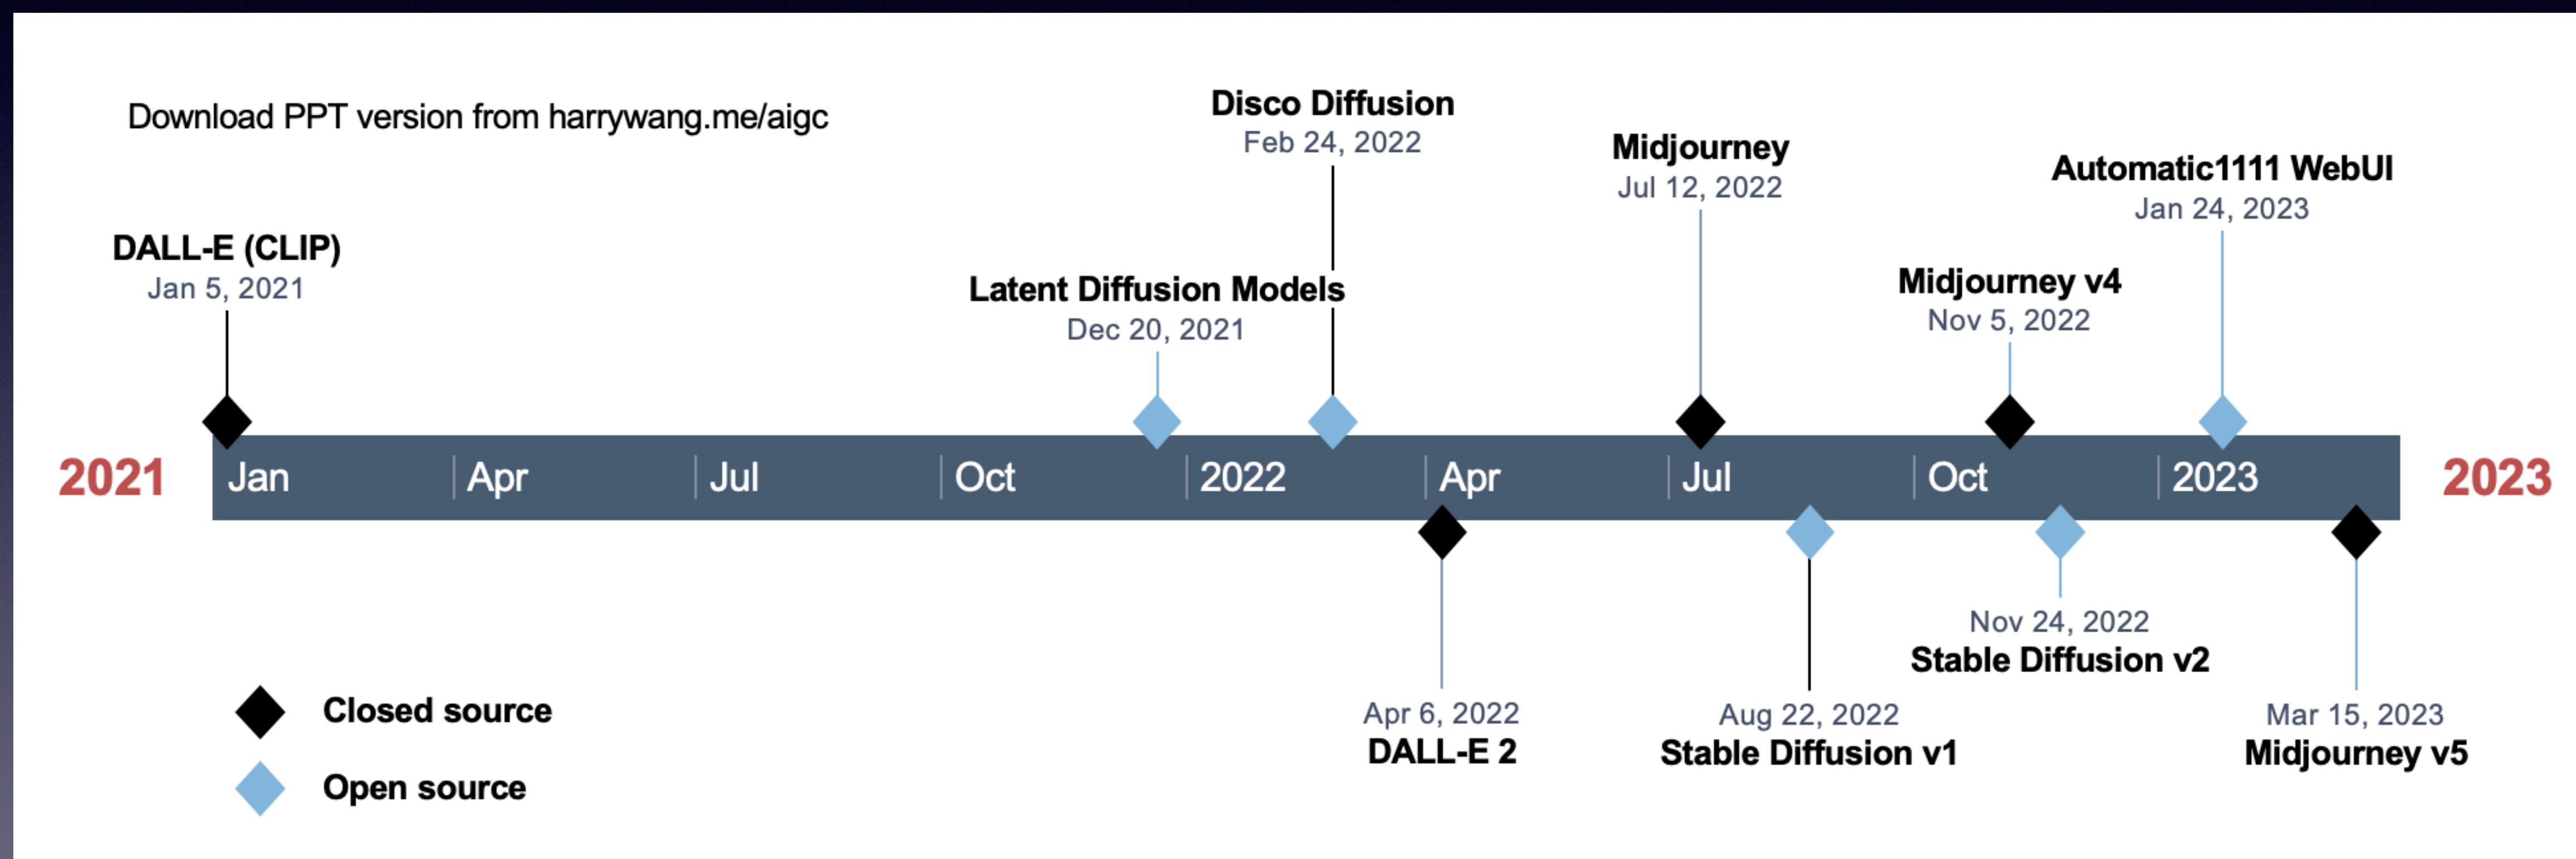 Download PPT version from harrywang.me/aigc
Disco Diffusion
Feb 24, 2022
Midjourney
Jul 12, 2022
Automatic1111 WebUI
Jan 24, 2023
DALL-E (CLIP)
Jan 5, 2021
Latent Diffusion Models
Dec 20, 2021
Midjourney v4
Nov 5, 2022
2021 Jan Apr Jul Oct 2022 Apr Jul Oct 2023 2023
Nov 24, 2022
Stable Diffusion v2
Apr 6, 2022
DALL-E 2
Aug 22, 2022
Stable Diffusion v1
Mar 15, 2023
Midjourney v5
Closed source
Open source